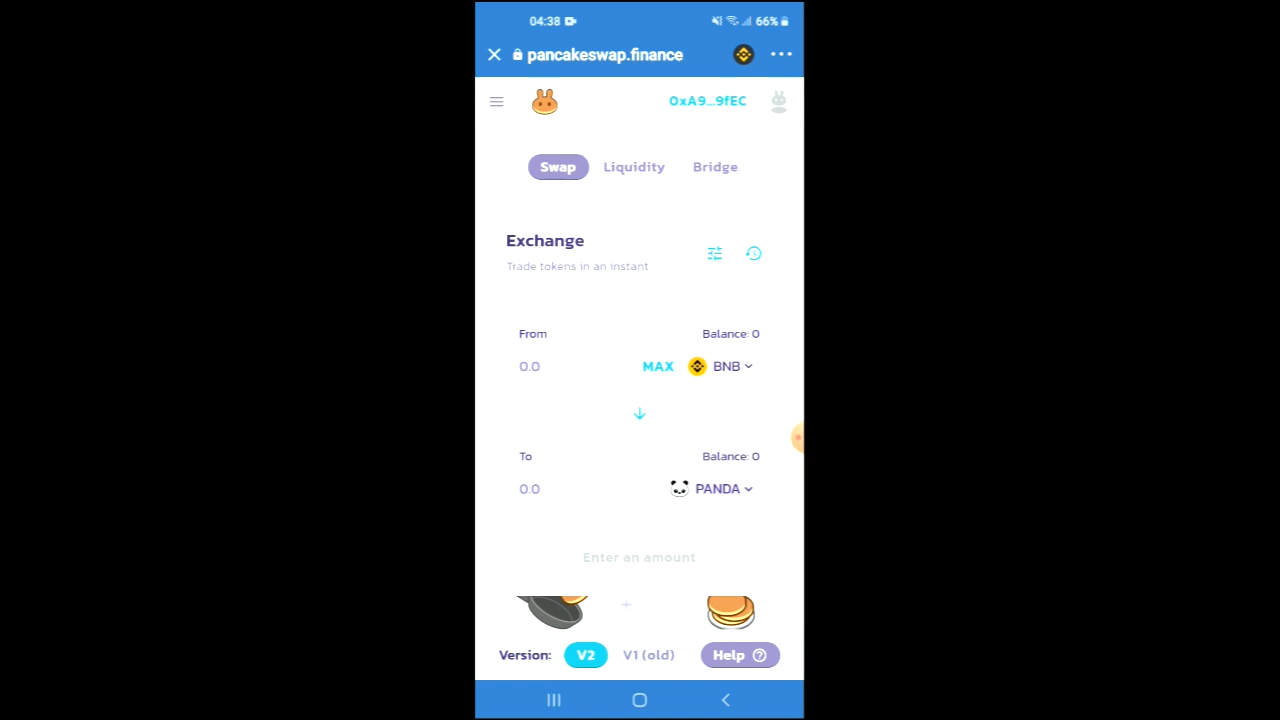 04:38 66%
pancakeswap.finance
0xA9...9fEC
Swap Liquidity Bridge
Exchange
Trade tokens in an instant
From Balance: 0
0.0 MAX BNB
To Balance: 0
0.0 PANDA
Enter an amount
Version: V2 V1 (old) Help ?